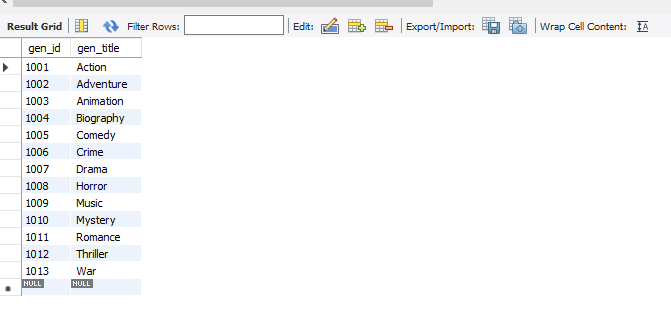 Result Grid Filter Rows: Edit: Export/Import: Wrap Cell Content: IA
gen_id gen_title
1001 Action
1002 Adventure
1003 Animation
1004 Biography
1005 Comedy
1006 Crime
1007 Drama
1008 Horror
1009 Music
1010 Mystery
1011 Romance
1012 Thriller
1013 War
NULL NULL